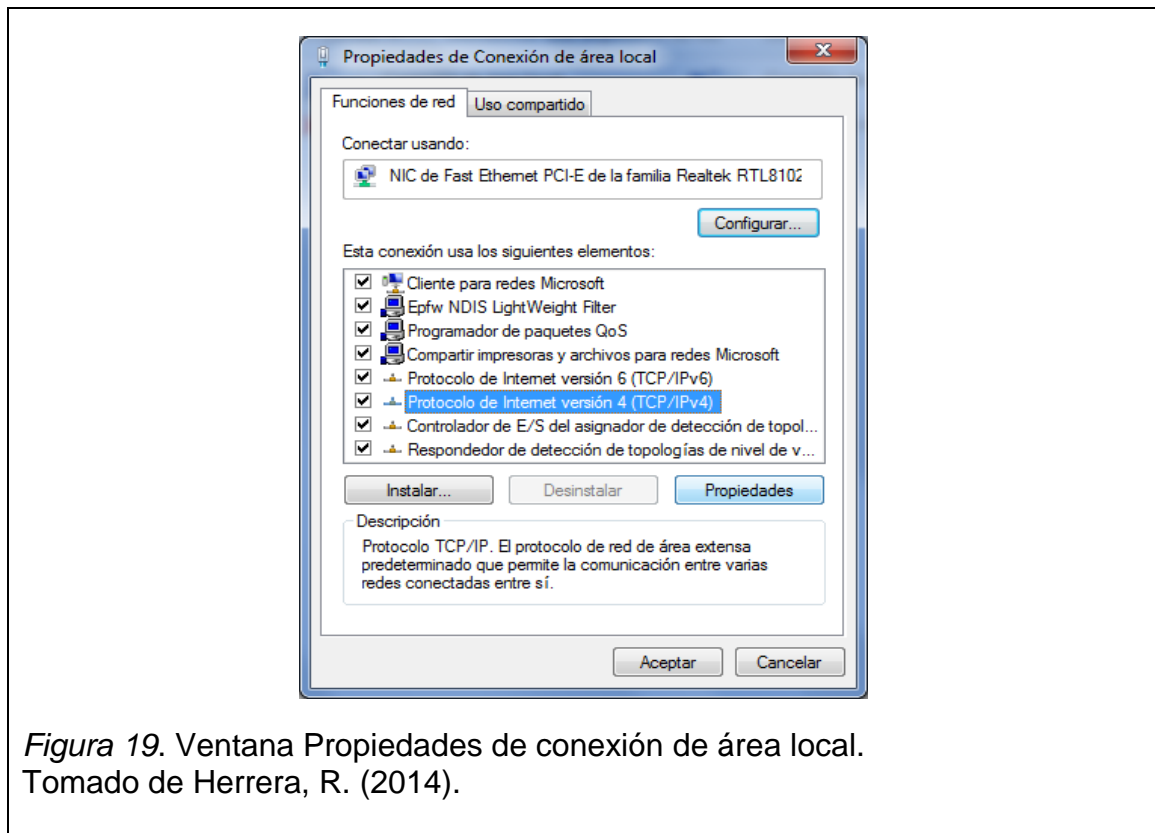 Propiedades de Conexión de área local
Funciones de red
Uso compartido
Conectar usando:
NIC de Fast Ethernet PCI-E de la familia Realtek RTL8102
Configurar...
Esta conexión usa los siguientes elementos:
Cliente para redes Microsoft
Epfw NDIS LightWeight Filter
Programador de paquetes QoS
Compartir impresoras y archivos para redes Microsoft
Protocolo de Internet versión 6 (TCP/IPv6)
Protocolo de Internet versión 4 (TCP/IPv4)
Controlador de E/S del asignador de detección de topol...
Respondedor de detección de topologías de nivel de v...
Instalar...
Desinstalar
Propiedades
Descripción
Protocolo TCP/IP. El protocolo de red de área extensa
predeterminado que permite la comunicación entre varias
redes conectadas entre sí.
Aceptar
Cancelar
Figura 19. Ventana Propiedades de conexión de área local.
Tomado de Herrera, R. (2014).